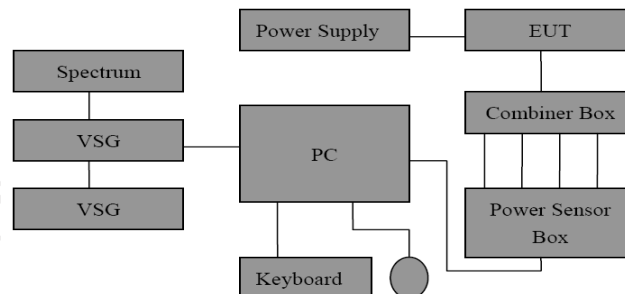 Power Supply
EUT
Spectrum
VSG
VSG
PC
Combiner Box
Power Sensor
Box
Keyboard